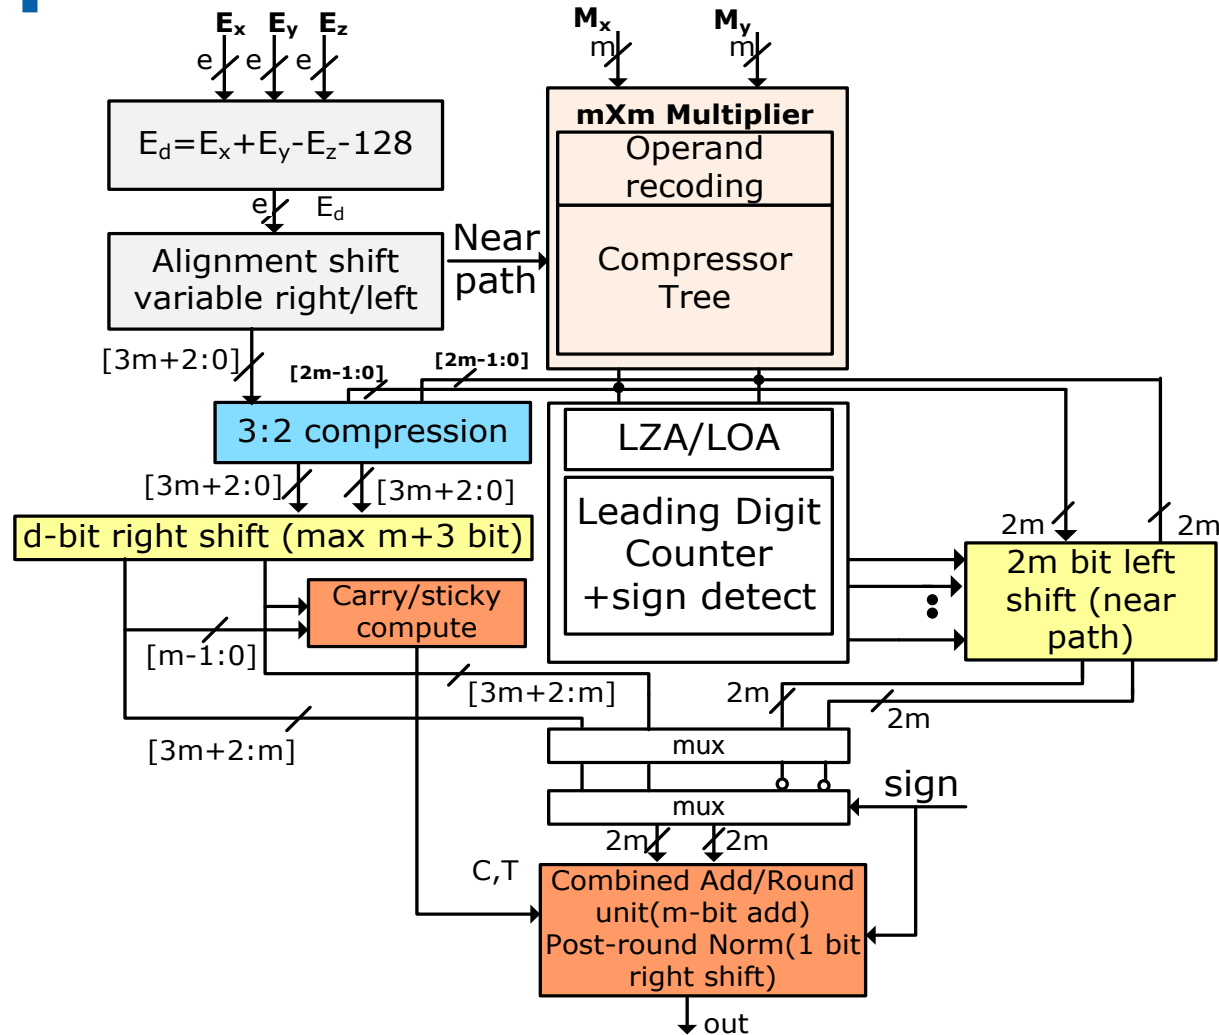 Ex Ey Ez
e e e
Ed=Ex+Ey-Ez-128
e Ed
Alignment shift
variable right/left
Near
path
Mx My
m m
mXm Multiplier
Operand
recoding
Compressor
Tree
[3m+2:0]
[2m-1:0]
[2m-1:0]
3:2 compression
[3m+2:0] [3m+2:0]
d-bit right shift (max m+3 bit)
LZA/LOA
Leading Digit
Counter
+sign detect
2m 2m
2m bit left
shift (near
path)
Carry/sticky
compute
[m-1:0]
[3m+2:m]
[3m+2:m]
2m
2m
mux
mux
sign
2m 2m
C,T
Combined Add/Round
unit(m-bit add)
Post-round Norm(1 bit
right shift)
out